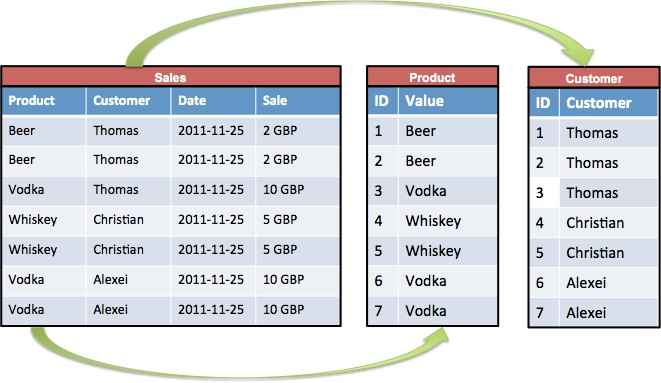 Sales
Product Customer Date Sale
Beer Thomas 2011-11-25 2 GBP
Beer Thomas 2011-11-25 2 GBP
Vodka Thomas 2011-11-25 10 GBP
Whiskey Christian 2011-11-25 5 GBP
Whiskey Christian 2011-11-25 5 GBP
Vodka Alexei 2011-11-25 10 GBP
Vodka Alexei 2011-11-25 10 GBP
Product
ID Value
1 Beer
2 Beer
3 Vodka
4 Whiskey
5 Whiskey
6 Vodka
7 Vodka
Customer
ID Customer
1 Thomas
2 Thomas
3 Thomas
4 Christian
5 Christian
6 Alexei
7 Alexei